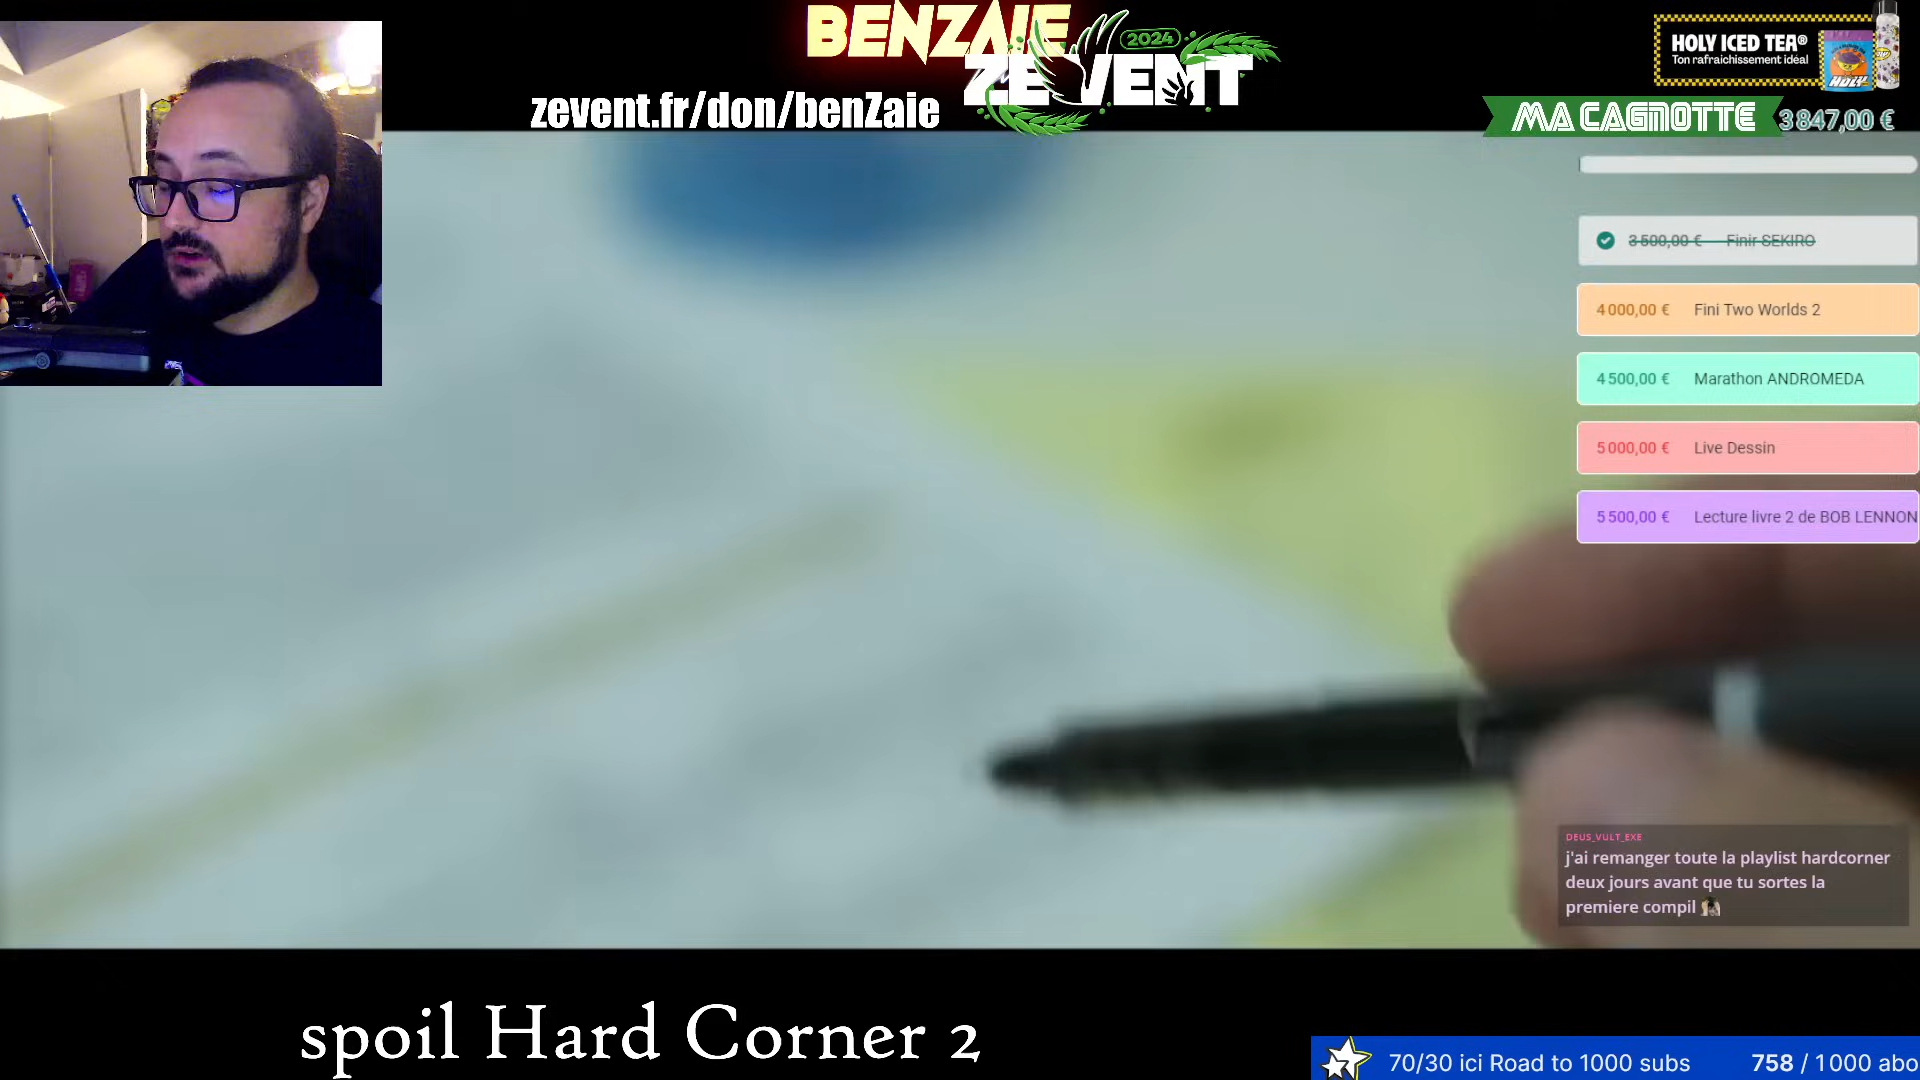 BENZAIE
2024
ZEVENT
zevent.fr/don/benZaie
HOLY ICED TEA®
Ton rafraichissement idéal
HOLY
MA CAGNOTTE 3 847,00 €
3 500,00 € Finir SEKIRO
4 000,00 € Fini Two Worlds 2
4 500,00 € Marathon ANDROMEDA
5 000,00 € Live Dessin
5 500,00 € Lecture livre 2 de BOB LENNON
DEUS_VULT_EXE
j'ai remanger toute la playlist hardcorner
deux jours avant que tu sortes la
premiere compil
spoil Hard Corner 2
70/30 ici Road to 1000 subs 758 / 1000 abo